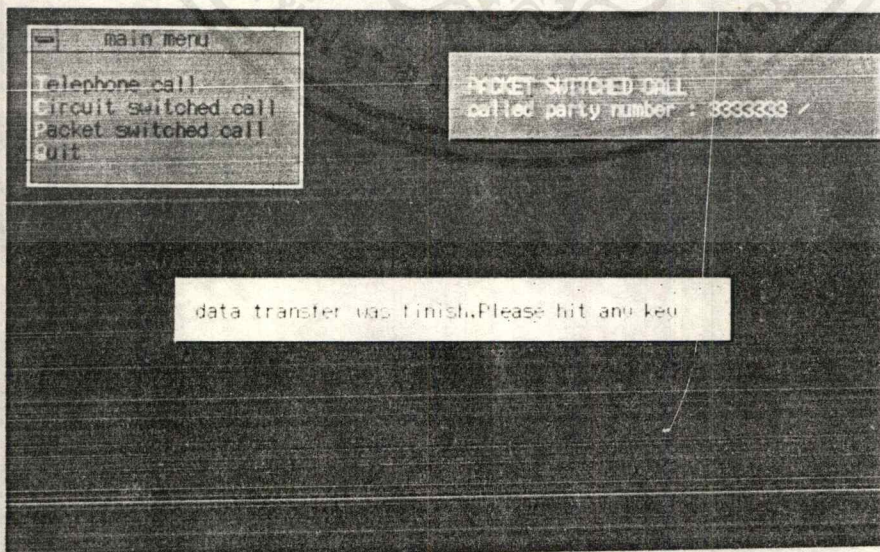 main menu
Telephone call
Circuit switched call
Packet switched call
Quit
PACKET SWITCHED CALL
called party number : 3333333
data transfer was finish.Please hit any key